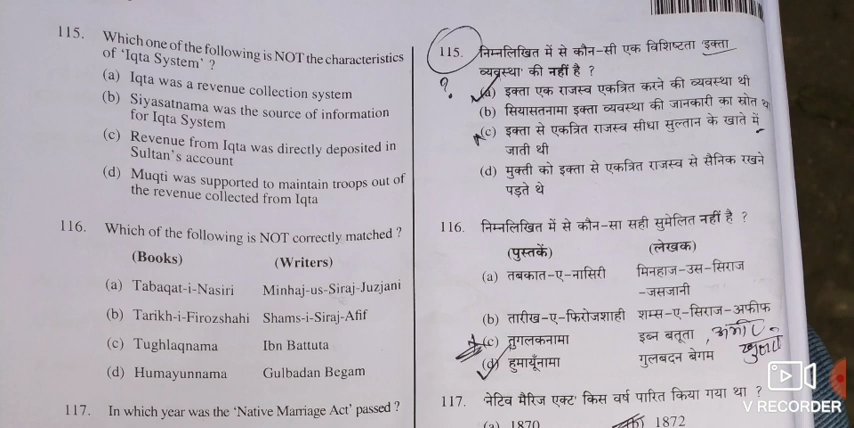 115. Which one of the following is NOT the characteristics
of ‘Iqta System’ ?
(a) Iqta was a revenue collection system
(b) Siyasatnama was the source of information
for Iqta System
(c) Revenue from Iqta was directly deposited in
Sultan’s account
(d) Muqti was supported to maintain troops out of
the revenue collected from Iqta
116. Which of the following is NOT correctly matched ?
(Books) (Writers)
(a) Tabaqat-i-Nasiri Minhaj-us-Siraj-Juzjani
(b) Tarikh-i-Firozshahi Shams-i-Siraj-Afif
(c) Tughlaqnama Ibn Battuta
(d) Humayunnama Gulbadan Begam
117. In which year was the ‘Native Marriage Act’ passed ?
115. निम्नलिखित में से कौन-सी एक विशिष्टता ‘इक्ता
व्यवस्था’ की नहीं है ?
?
(a) इक्ता एक राजस्व एकत्रित करने की व्यवस्था थी
(b) सियासतनामा इक्ता व्यवस्था की जानकारी का स्रोत था
(c) इक्ता से एकत्रित राजस्व सीधा सुल्तान के खाते में
जाती थी
(d) मुक्ती को इक्ता से एकत्रित राजस्व से सैनिक रखने
पड़ते थे
116. निम्नलिखित में से कौन-सा सही सुमेलित नहीं है ?
(पुस्तकें) (लेखक)
(a) तबकात-ए-नासिरी मिनहाज-उस-सिराज
-जसजानी
(b) तारीख-ए-फिरोजशाही शम्स-ए-सिराज-अफीफ
(c) तुगलकनामा इब्न बतूता
(d) हुमायूँनामा गुलबदन बेगम
117. ‘नेटिव मैरिज एक्ट’ किस वर्ष पारित किया गया था ?
(a) 1870 (b) 1872
V RECORDER